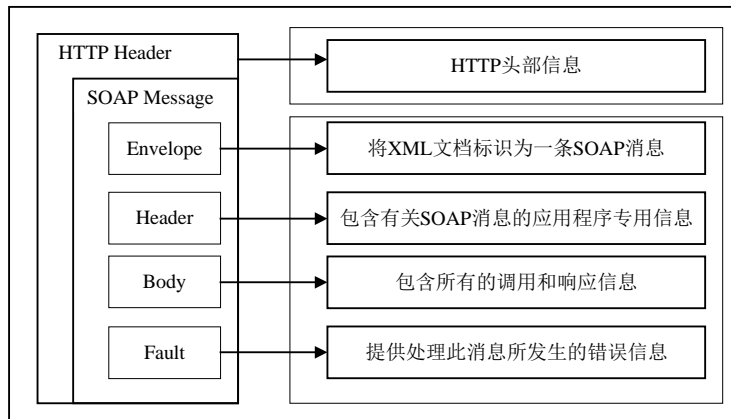 HTTP Header
HTTP头部信息
SOAP Message
Envelope
将XML文档标识为一条SOAP消息
Header
包含有关SOAP消息的应用程序专用信息
Body
包含所有的调用和响应信息
Fault
提供处理此消息所发生的错误信息